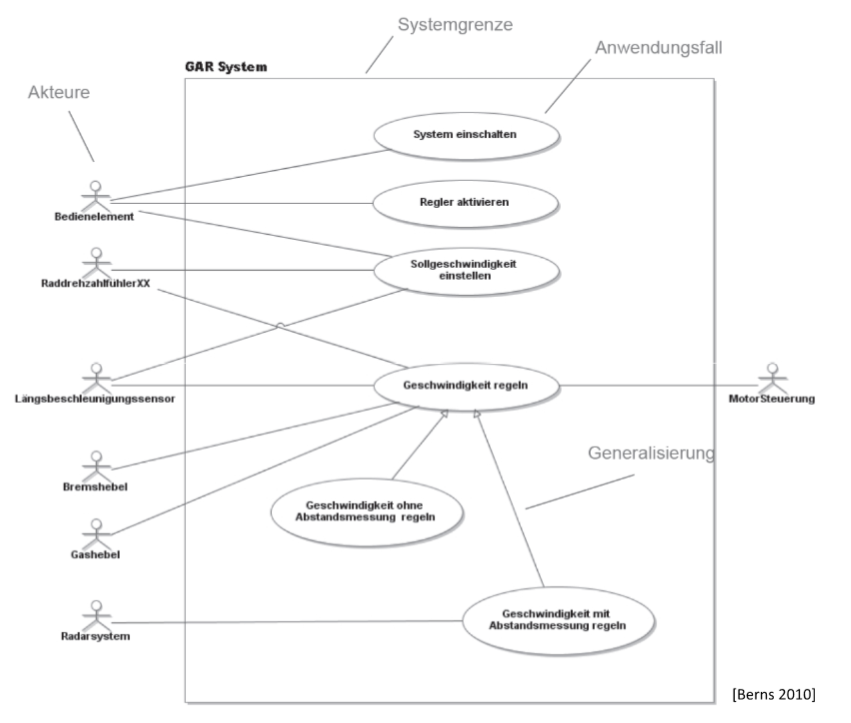 Systemgrenze
Anwendungsfall
GAR System
Akteure
System einschalten
Regler aktivieren
Bedienelement
Sollgeschwindigkeit
einstellen
RaddrehzahlfühlerXX
Geschwindigkeit regeln
Längsbeschleunigungssensor
MotorSteuerung
Generalisierung
Bremshebel
Geschwindigkeit ohne
Abstandsmessung regeln
Gashebel
Geschwindigkeit mit
Abstandsmessung regeln
Radarsystem
[Berns 2010]